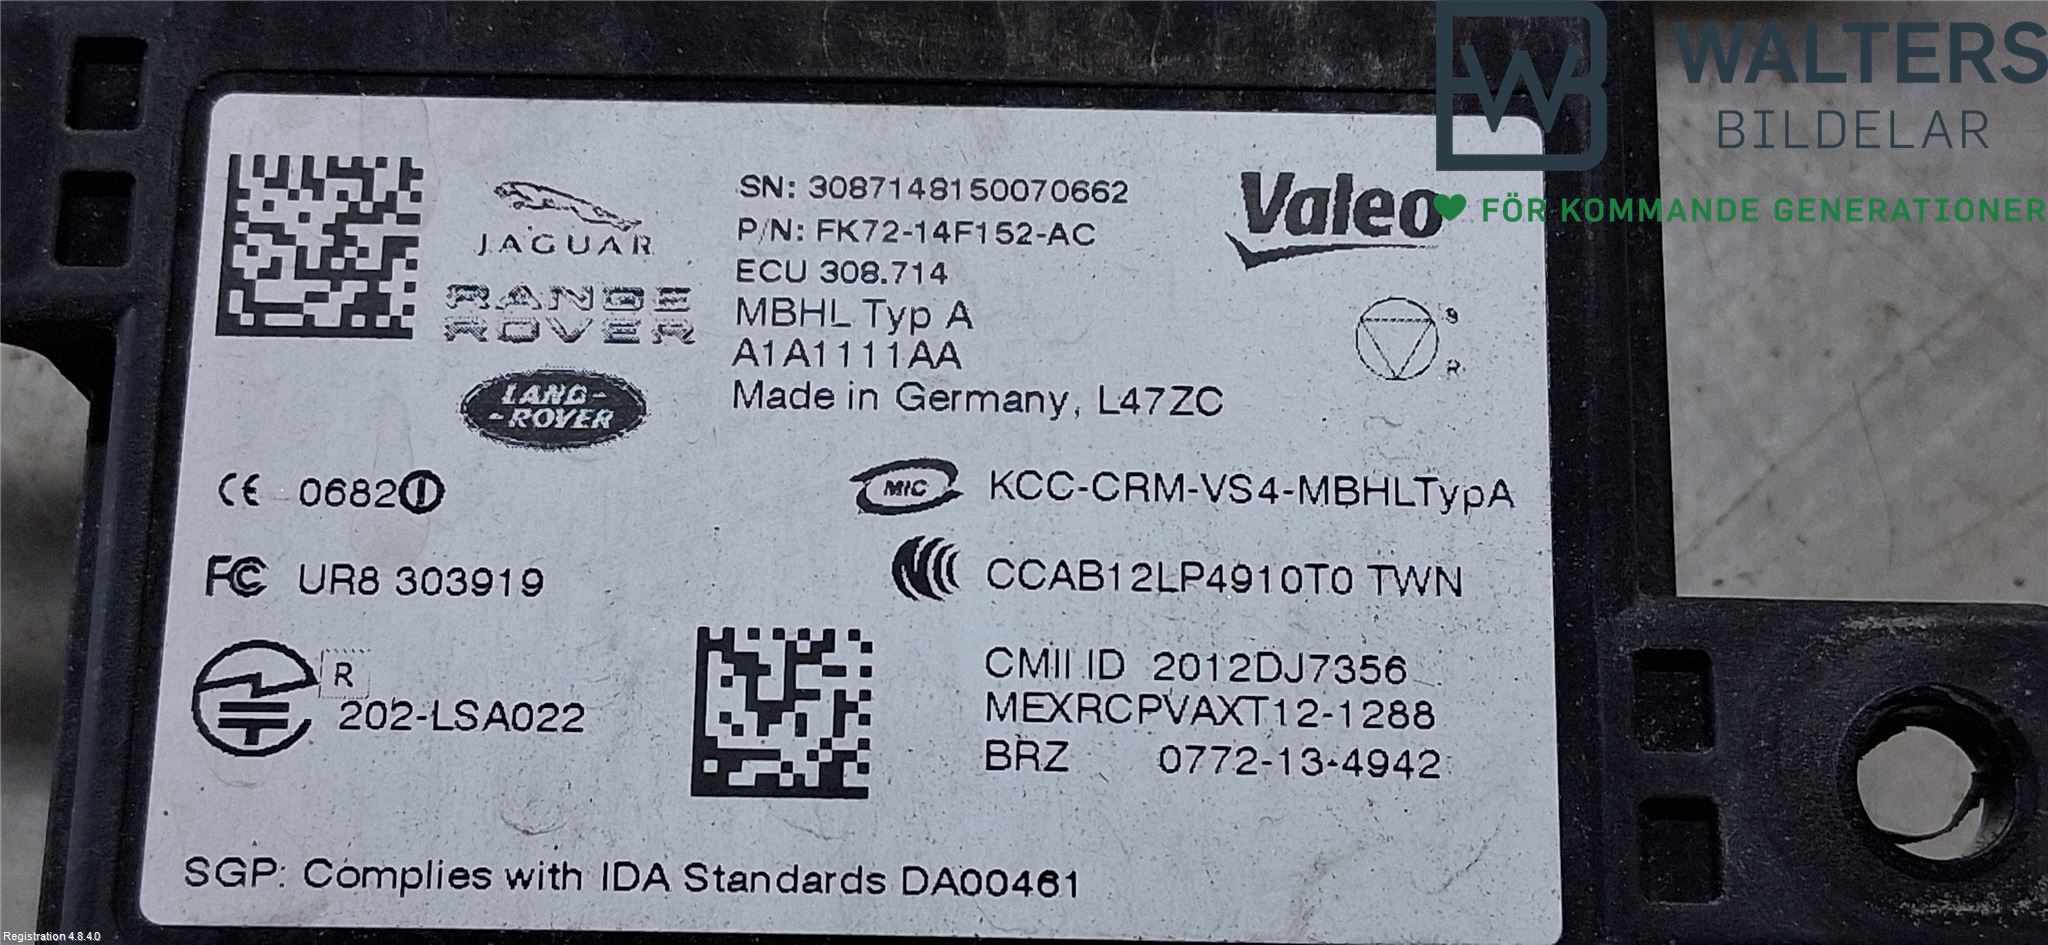 WALTERS
BILDELAR
FÖR KOMMANDE GENERATIONER
JAGUAR
RANGE
ROVER
LAND-
-ROVER
SN: 3087148150070662
P/N: FK72-14F152-AC
ECU 308.714
MBHL Typ A
A1A1111AA
Made in Germany, L47ZC
Valeo
9
R
CE 0682
MIC KCC-CRM-VS4-MBHLTypA
FC UR8 303919
CCAB12LP4910T0 TWN
R
202-LSA022
CMII ID 2012DJ7356
MEXRCPVAXT12-1288
BRZ 0772-13-4942
SGP: Complies with IDA Standards DA00461
Registration 4.8.4.0